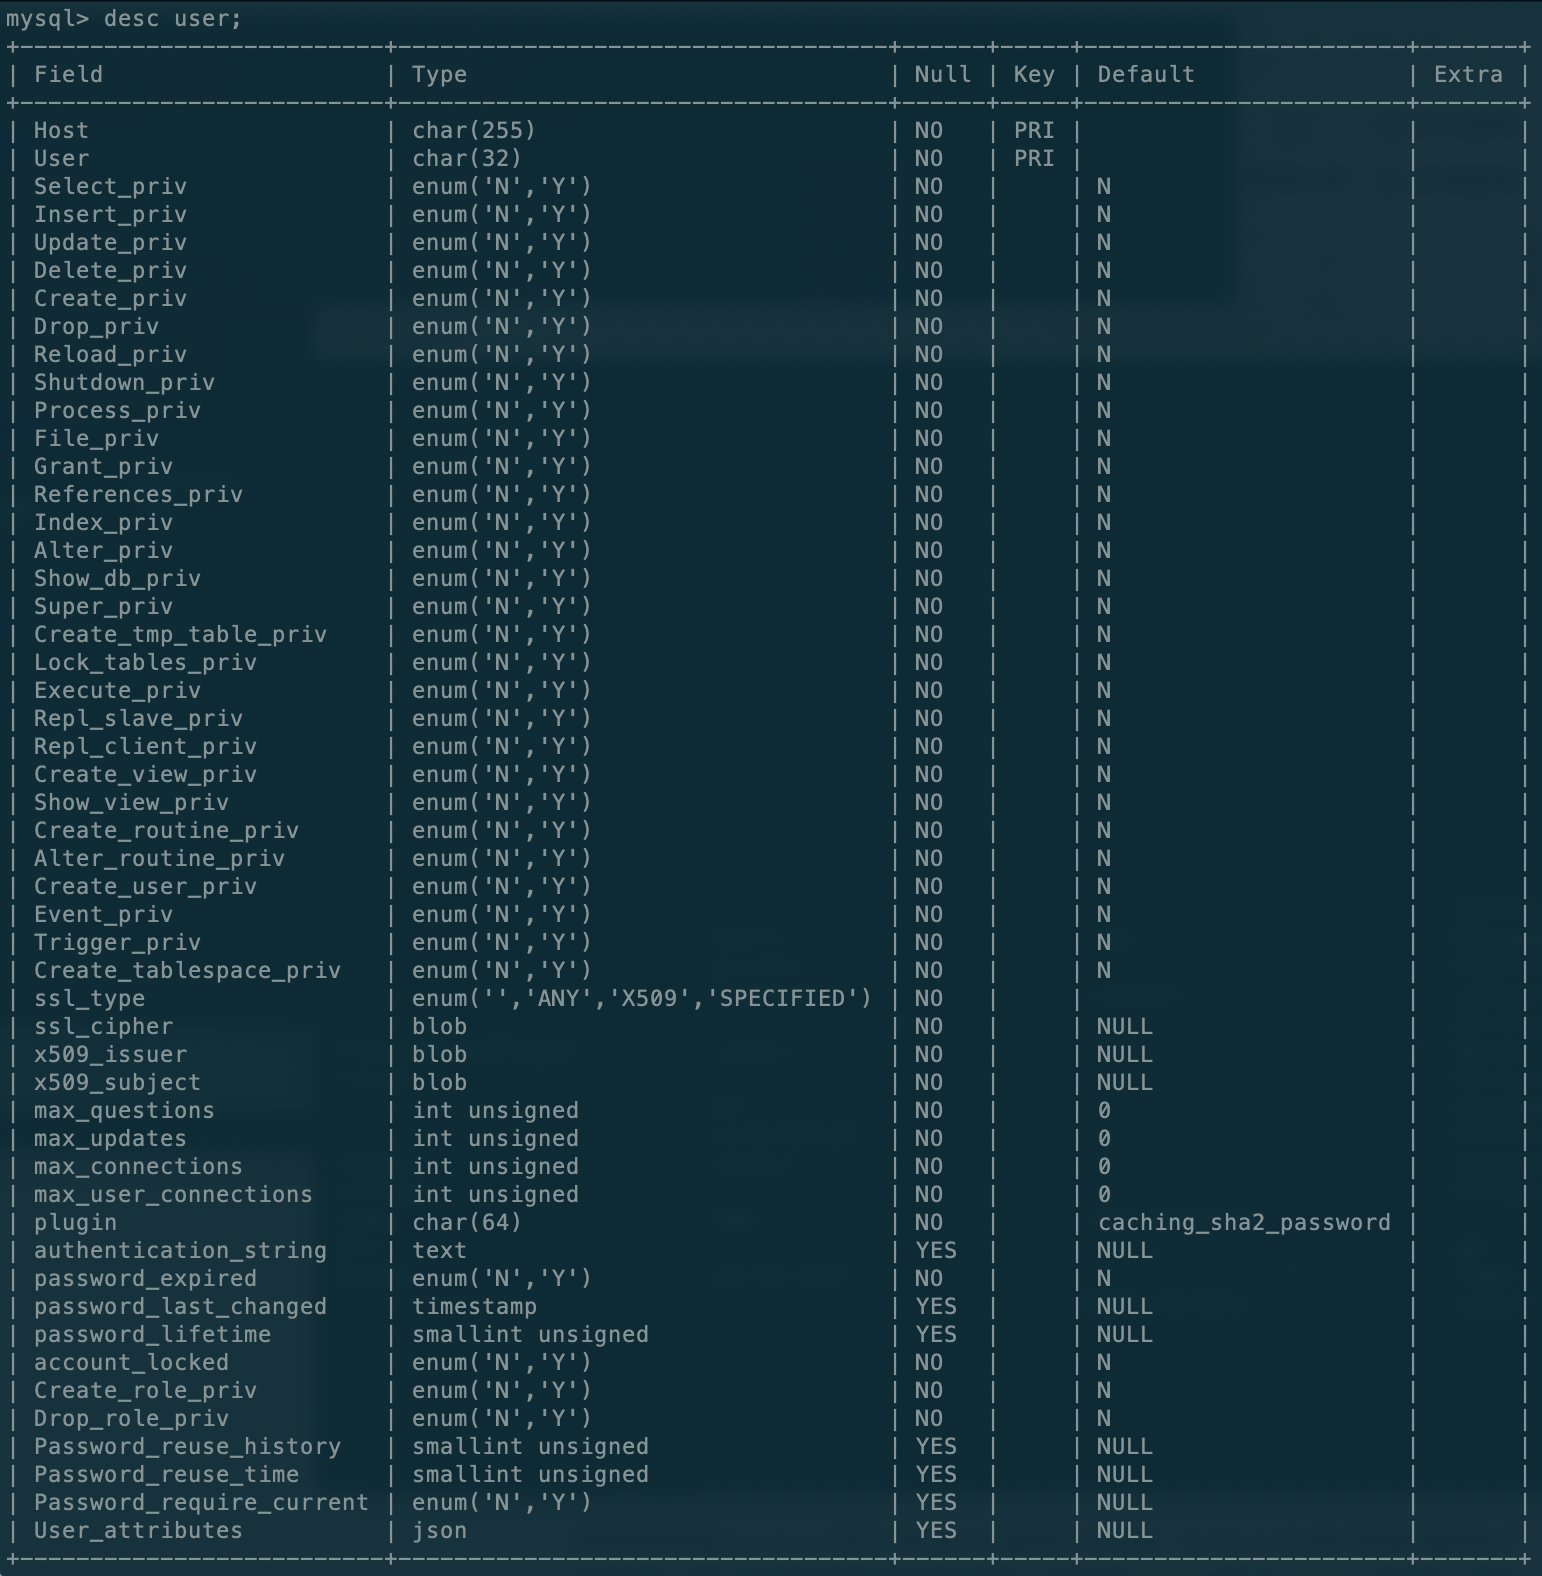 mysql> desc user;
+--------------------------+-----------------------------------+------+-----+-----------------------+-------+
| Field                    | Type                              | Null | Key | Default               | Extra |
+--------------------------+-----------------------------------+------+-----+-----------------------+-------+
| Host                     | char(255)                         | NO   | PRI |                       |       |
| User                     | char(32)                          | NO   | PRI |                       |       |
| Select_priv              | enum('N','Y')                     | NO   |     | N                     |       |
| Insert_priv              | enum('N','Y')                     | NO   |     | N                     |       |
| Update_priv              | enum('N','Y')                     | NO   |     | N                     |       |
| Delete_priv              | enum('N','Y')                     | NO   |     | N                     |       |
| Create_priv              | enum('N','Y')                     | NO   |     | N                     |       |
| Drop_priv                | enum('N','Y')                     | NO   |     | N                     |       |
| Reload_priv              | enum('N','Y')                     | NO   |     | N                     |       |
| Shutdown_priv            | enum('N','Y')                     | NO   |     | N                     |       |
| Process_priv             | enum('N','Y')                     | NO   |     | N                     |       |
| File_priv                | enum('N','Y')                     | NO   |     | N                     |       |
| Grant_priv               | enum('N','Y')                     | NO   |     | N                     |       |
| References_priv          | enum('N','Y')                     | NO   |     | N                     |       |
| Index_priv               | enum('N','Y')                     | NO   |     | N                     |       |
| Alter_priv               | enum('N','Y')                     | NO   |     | N                     |       |
| Show_db_priv             | enum('N','Y')                     | NO   |     | N                     |       |
| Super_priv               | enum('N','Y')                     | NO   |     | N                     |       |
| Create_tmp_table_priv    | enum('N','Y')                     | NO   |     | N                     |       |
| Lock_tables_priv         | enum('N','Y')                     | NO   |     | N                     |       |
| Execute_priv             | enum('N','Y')                     | NO   |     | N                     |       |
| Repl_slave_priv          | enum('N','Y')                     | NO   |     | N                     |       |
| Repl_client_priv         | enum('N','Y')                     | NO   |     | N                     |       |
| Create_view_priv         | enum('N','Y')                     | NO   |     | N                     |       |
| Show_view_priv           | enum('N','Y')                     | NO   |     | N                     |       |
| Create_routine_priv      | enum('N','Y')                     | NO   |     | N                     |       |
| Alter_routine_priv       | enum('N','Y')                     | NO   |     | N                     |       |
| Create_user_priv         | enum('N','Y')                     | NO   |     | N                     |       |
| Event_priv               | enum('N','Y')                     | NO   |     | N                     |       |
| Trigger_priv             | enum('N','Y')                     | NO   |     | N                     |       |
| Create_tablespace_priv   | enum('N','Y')                     | NO   |     | N                     |       |
| ssl_type                 | enum('','ANY','X509','SPECIFIED') | NO   |     |                       |       |
| ssl_cipher               | blob                              | NO   |     | NULL                  |       |
| x509_issuer              | blob                              | NO   |     | NULL                  |       |
| x509_subject             | blob                              | NO   |     | NULL                  |       |
| max_questions            | int unsigned                      | NO   |     | 0                     |       |
| max_updates              | int unsigned                      | NO   |     | 0                     |       |
| max_connections          | int unsigned                      | NO   |     | 0                     |       |
| max_user_connections     | int unsigned                      | NO   |     | 0                     |       |
| plugin                   | char(64)                          | NO   |     | caching_sha2_password |       |
| authentication_string    | text                              | YES  |     | NULL                  |       |
| password_expired         | enum('N','Y')                     | NO   |     | N                     |       |
| password_last_changed    | timestamp                         | YES  |     | NULL                  |       |
| password_lifetime        | smallint unsigned                 | YES  |     | NULL                  |       |
| account_locked           | enum('N','Y')                     | NO   |     | N                     |       |
| Create_role_priv         | enum('N','Y')                     | NO   |     | N                     |       |
| Drop_role_priv           | enum('N','Y')                     | NO   |     | N                     |       |
| Password_reuse_history   | smallint unsigned                 | YES  |     | NULL                  |       |
| Password_reuse_time      | smallint unsigned                 | YES  |     | NULL                  |       |
| Password_require_current | enum('N','Y')                     | YES  |     | NULL                  |       |
| User_attributes          | json                              | YES  |     | NULL                  |       |
+--------------------------+-----------------------------------+------+-----+-----------------------+-------+